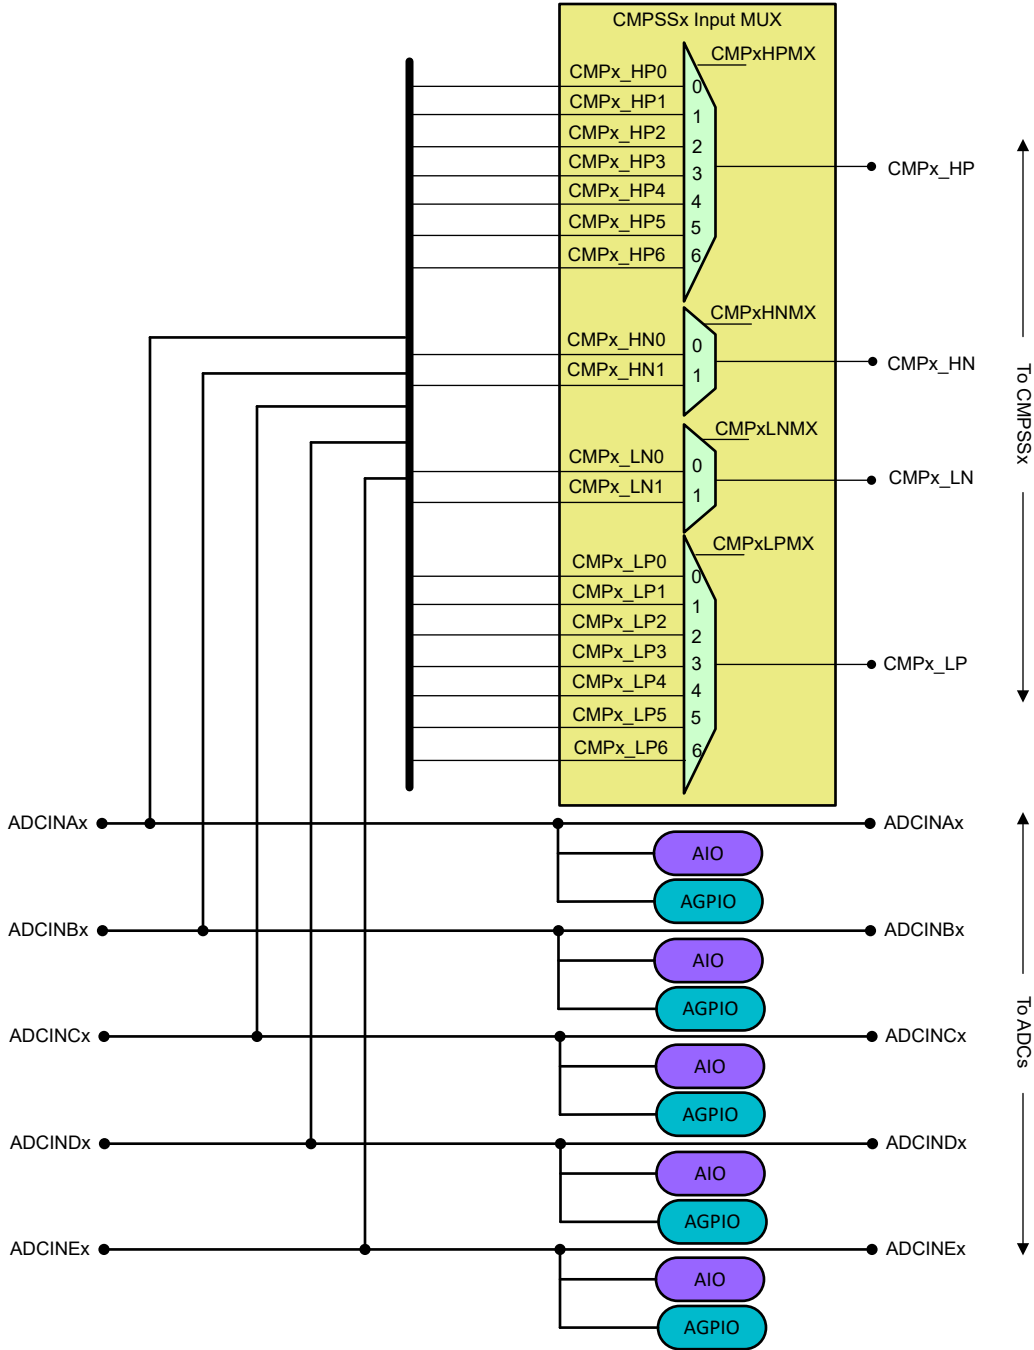 CMPSSx Input MUX
CMPxHPMX
CMPx_HP0
0
CMPx_HP1
1
CMPx_HP2
2
CMPx_HP3
3
CMPx_HP
CMPx_HP4
4
CMPx_HP5
5
CMPx_HP6
6
CMPxHNMX
CMPx_HN0
0
CMPx_HN
CMPx_HN1
1
To CMPSSx
CMPxLNMX
CMPx_LN0
0
CMPx_LN
CMPx_LN1
1
CMPxLPMX
CMPx_LP0
0
CMPx_LP1
1
CMPx_LP2
2
CMPx_LP3
3
CMPx_LP
CMPx_LP4
4
CMPx_LP5
5
CMPx_LP6
6
ADCINAx
ADCINAx
AIO
AGPIO
ADCINBx
ADCINBx
AIO
AGPIO
To ADCs
ADCINCx
ADCINCx
AIO
AGPIO
ADCINDx
ADCINDx
AIO
AGPIO
ADCINEx
ADCINEx
AIO
AGPIO